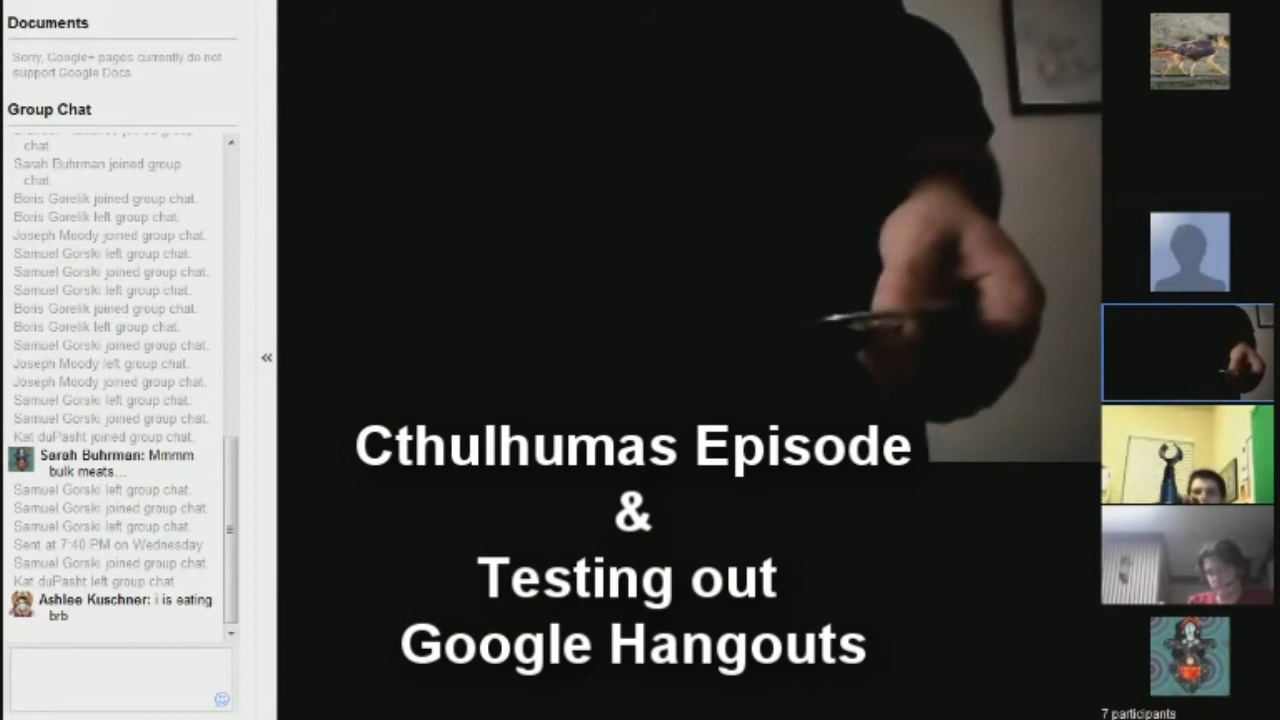 Documents
Sorry, Google+ pages currently do not
support Google Docs
Group Chat
chat.
Sarah Buhrman joined group
chat.
Boris Gorelik joined group chat.
Boris Gorelik left group chat.
Joseph Moody joined group chat.
Samuel Gorski left group chat.
Samuel Gorski joined group chat.
Samuel Gorski left group chat.
Boris Gorelik joined group chat.
Boris Gorelik left group chat.
Samuel Gorski joined group chat.
Joseph Moody left group chat.
Joseph Moody joined group chat.
Samuel Gorski left group chat.
Samuel Gorski joined group chat.
Kat duPasht joined group chat.
Sarah Buhrman: Mmmm
bulk meats...
Samuel Gorski left group chat.
Samuel Gorski joined group chat.
Samuel Gorski left group chat.
Sent at 7:40 PM on Wednesday
Samuel Gorski joined group chat.
Kat duPasht left group chat
Ashlee Kuschner: i is eating
brb
Cthulhumas Episode
&
Testing out
Google Hangouts
7 participants